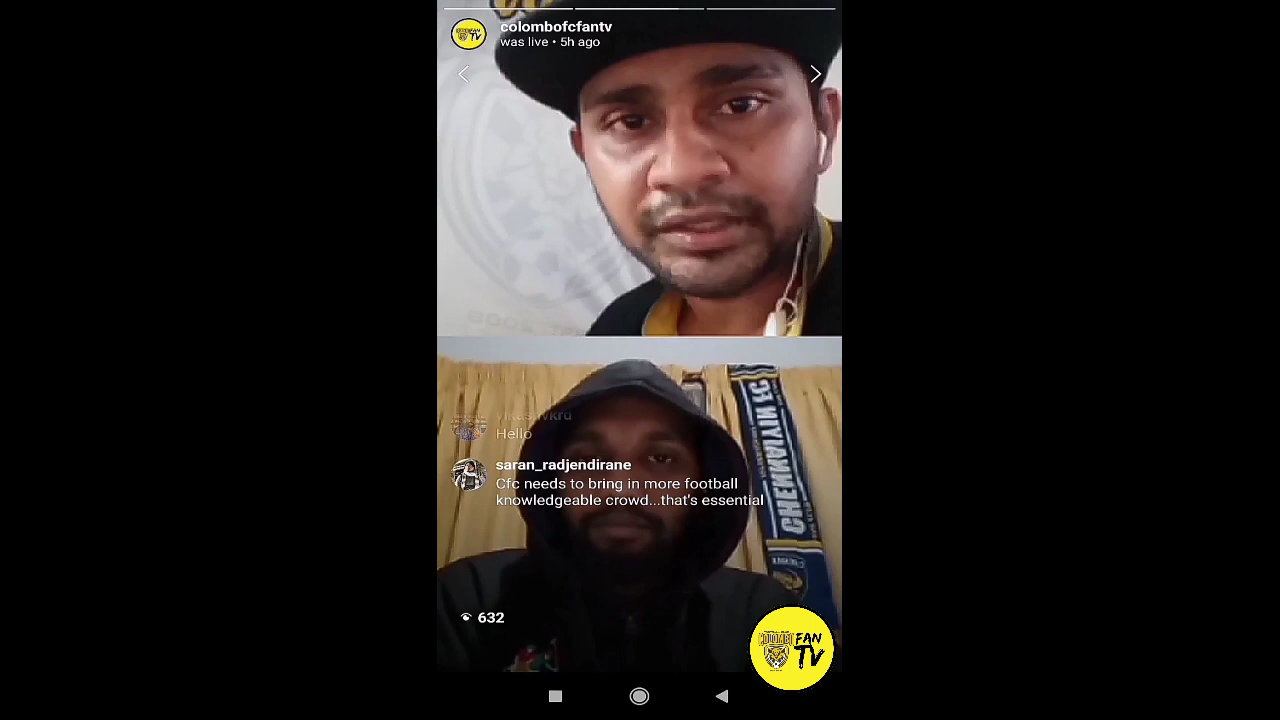 colombofcfantv
was live • 5h ago
Hello
saran_radjendirane
Cfc needs to bring in more football
knowledgeable crowd...that's essential
CHENNAIYIN FC
632
COLOMBO
FAN
TV